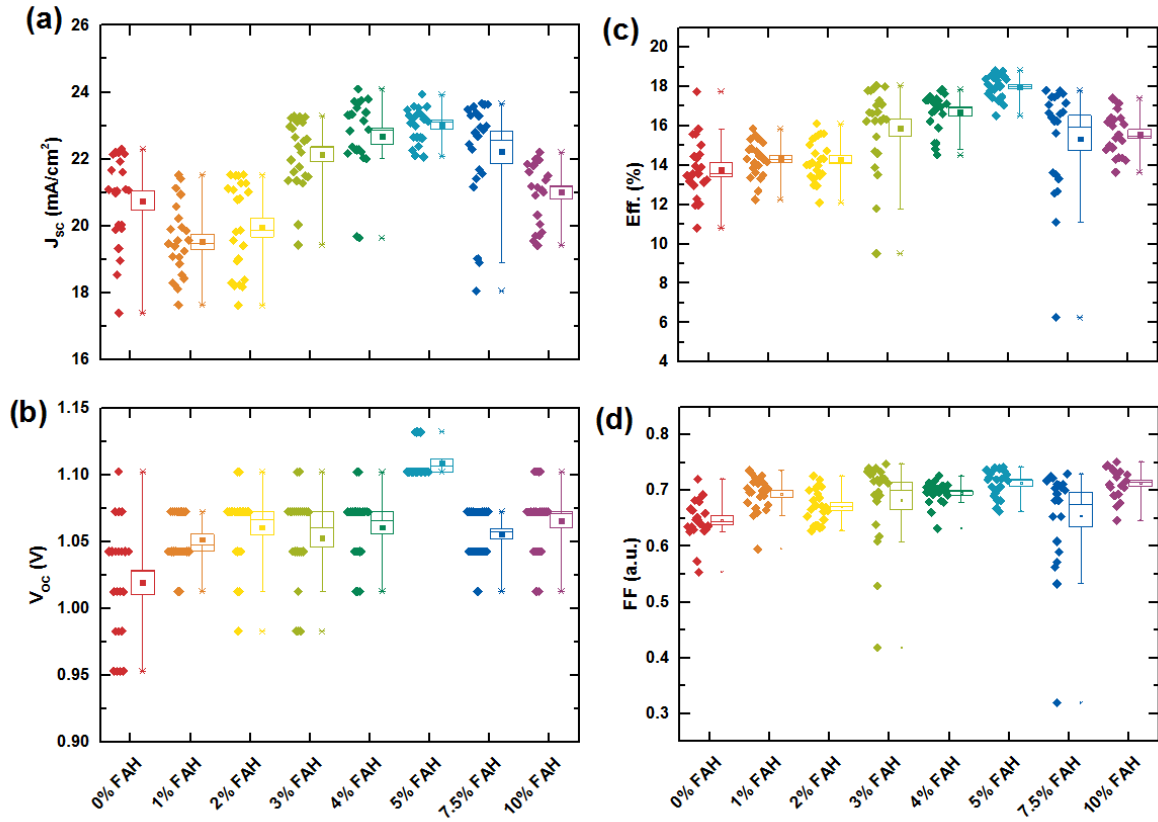 (a)
26
24
22
20
18
16
J_sc (mA/cm²)
(c)
20
18
16
14
12
10
8
6
4
Eff. (%)
(b)
1.15
1.10
1.05
1.00
0.95
0.90
V_OC (V)
0% FAH
1% FAH
2% FAH
3% FAH
4% FAH
5% FAH
7.5% FAH
10% FAH
(d)
0.8
0.7
0.6
0.5
0.4
0.3
FF (a.u.)
0% FAH
1% FAH
2% FAH
3% FAH
4% FAH
5% FAH
7.5% FAH
10% FAH